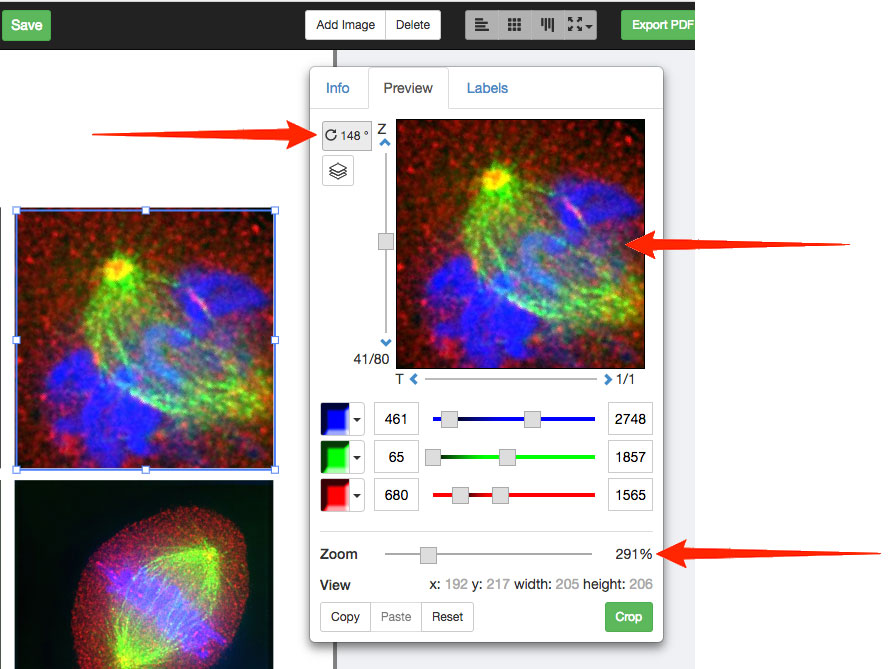 Save
Add Image
Delete
Export PDF
Info
Preview
Labels
148 °
Z
41/80
T
1/1
461
2748
65
1857
680
1565
Zoom
291%
View
x: 192 y: 217 width: 205 height: 206
Copy
Paste
Reset
Crop